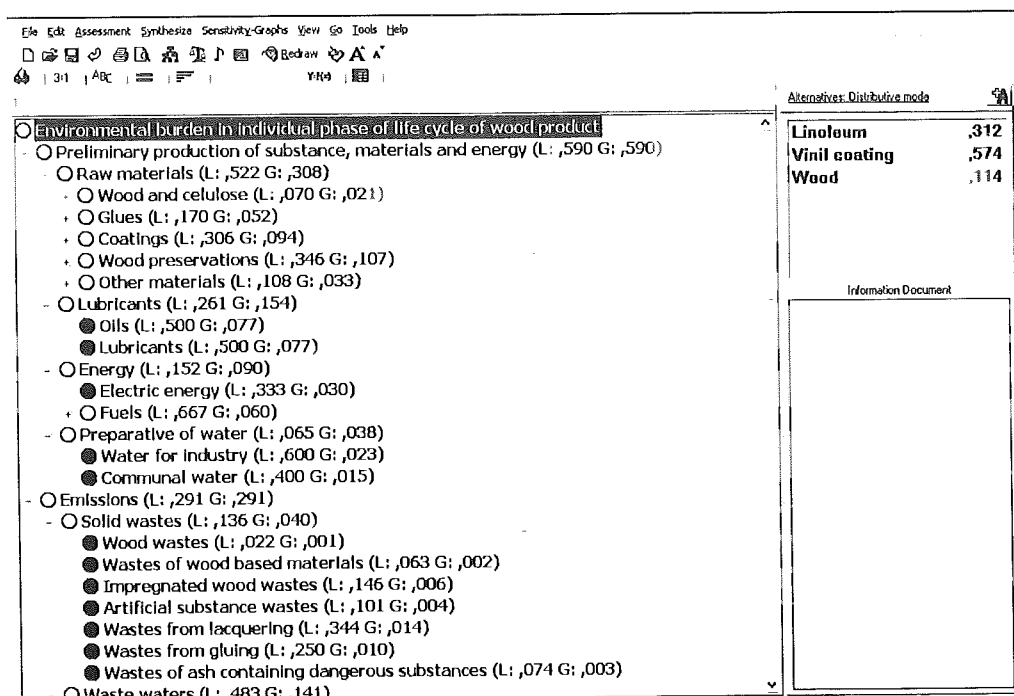 File Edit Assessment Synthesize Sensitivity-Graphs View Go Tools Help
Redraw A A
3:1 ABC Y=f(x)
Alternatives: Distributive mode
Linoleum ,312
Vinil coating ,574
Wood ,114
Information Document
Environmental burden in individual phase of life cycle of wood product
- Preliminary production of substance, materials and energy (L: ,590 G: ,590)
- Raw materials (L: ,522 G: ,308)
+ Wood and celulose (L: ,070 G: ,021)
+ Glues (L: ,170 G: ,052)
+ Coatings (L: ,306 G: ,094)
+ Wood preservations (L: ,346 G: ,107)
+ Other materials (L: ,108 G: ,033)
- Lubricants (L: ,261 G: ,154)
Oils (L: ,500 G: ,077)
Lubricants (L: ,500 G: ,077)
- Energy (L: ,152 G: ,090)
Electric energy (L: ,333 G: ,030)
+ Fuels (L: ,667 G: ,060)
- Preparative of water (L: ,065 G: ,038)
Water for industry (L: ,600 G: ,023)
Communal water (L: ,400 G: ,015)
- Emissions (L: ,291 G: ,291)
- Solid wastes (L: ,136 G: ,040)
Wood wastes (L: ,022 G: ,001)
Wastes of wood based materials (L: ,063 G: ,002)
Impregnated wood wastes (L: ,146 G: ,006)
Artificial substance wastes (L: ,101 G: ,004)
Wastes from lacquering (L: ,344 G: ,014)
Wastes from gluing (L: ,250 G: ,010)
Wastes of ash containing dangerous substances (L: ,074 G: ,003)
Waste waters (L: ,483 G: ,141)